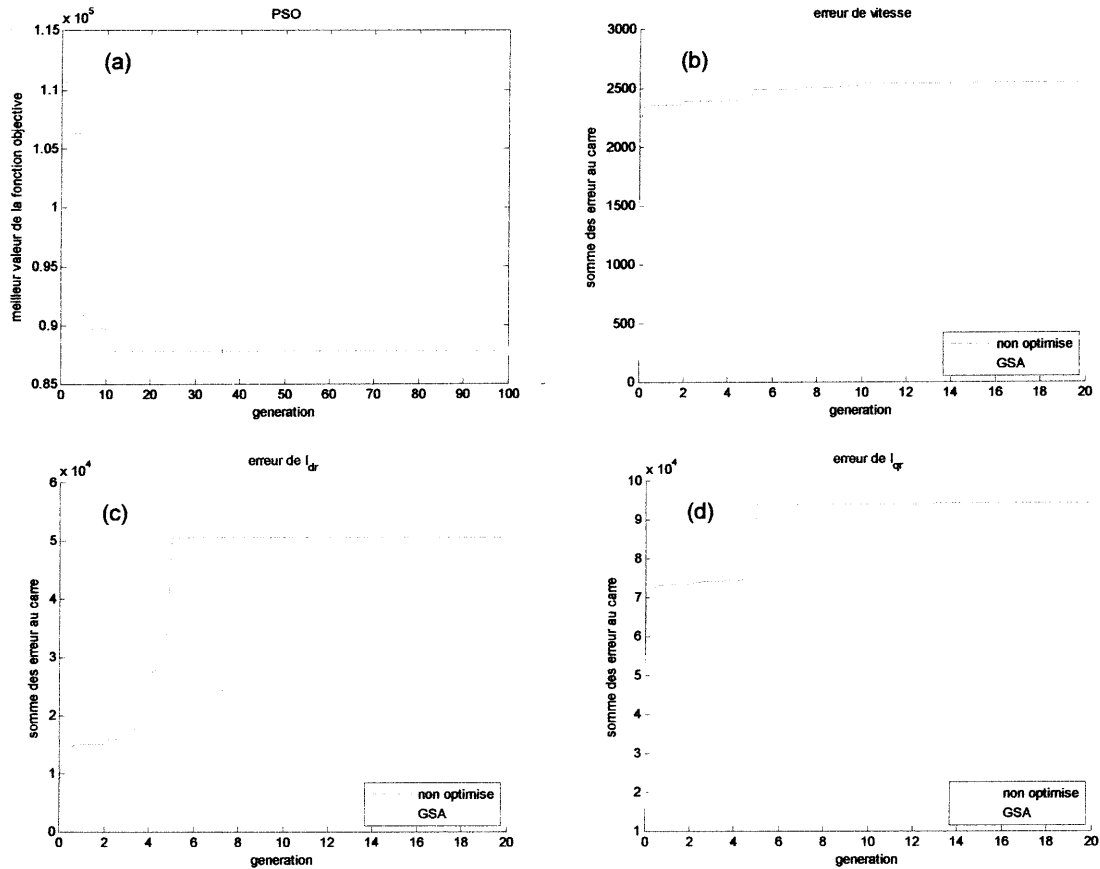 x 10^5
PSO
(a)
meilleur valeur de la fonction objective
1.15
1.1
1.05
1
0.95
0.9
0.85
0 10 20 30 40 50 60 70 80 90 100
generation
erreur de vitesse
(b)
somme des erreur au carre
3000
2500
2000
1500
1000
500
0
non optimise
GSA
0 2 4 6 8 10 12 14 16 18 20
generation
x 10^4
erreur de I_dr
(c)
somme des erreur au carre
6
5
4
3
2
1
0
non optimise
GSA
0 2 4 6 8 10 12 14 16 18 20
generation
x 10^4
erreur de I_qr
(d)
somme des erreur au carre
10
9
8
7
6
5
4
3
2
1
non optimise
GSA
0 2 4 6 8 10 12 14 16 18 20
generation